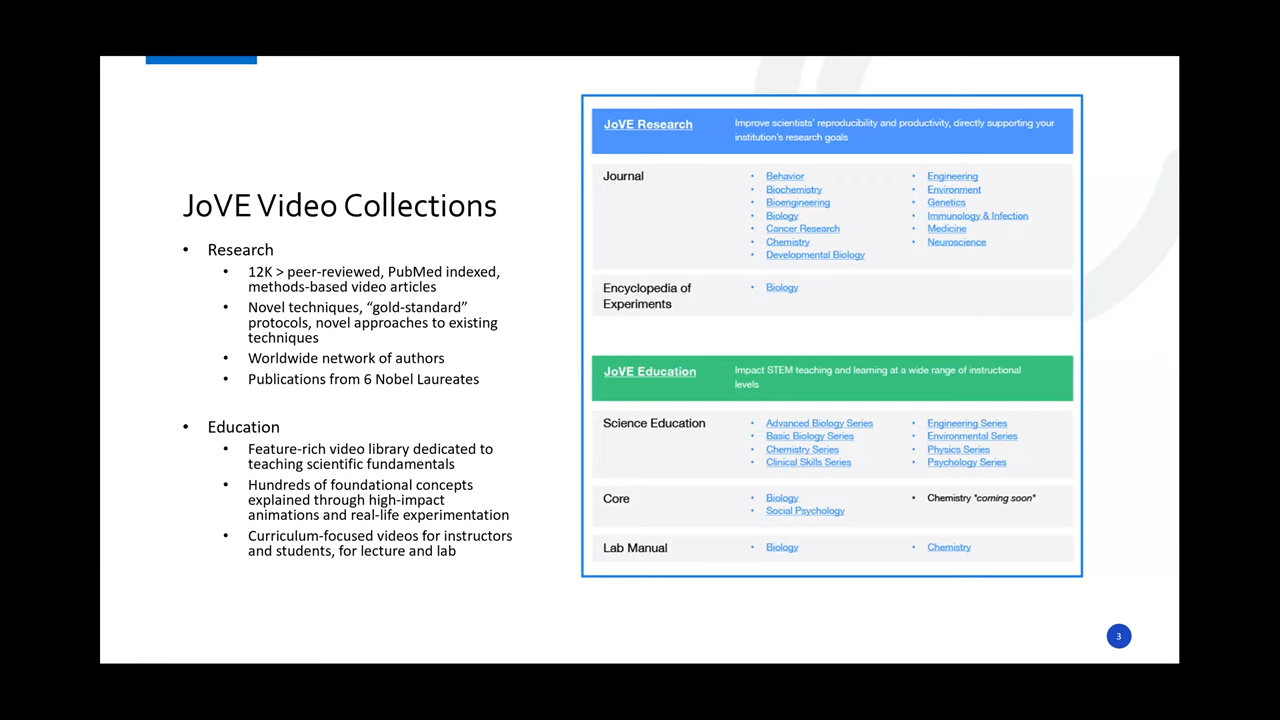 JoVE Video Collections
• Research
• 12K > peer-reviewed, PubMed indexed,
methods-based video articles
• Novel techniques, “gold-standard”
protocols, novel approaches to existing
techniques
• Worldwide network of authors
• Publications from 6 Nobel Laureates
• Education
• Feature-rich video library dedicated to
teaching scientific fundamentals
• Hundreds of foundational concepts
explained through high-impact
animations and real-life experimentation
• Curriculum-focused videos for instructors
and students, for lecture and lab
JoVE Research
Improve scientists' reproducibility and productivity, directly supporting your
institution's research goals
Journal
• Behavior
• Biochemistry
• Bioengineering
• Biology
• Cancer Research
• Chemistry
• Developmental Biology
• Engineering
• Environment
• Genetics
• Immunology & Infection
• Medicine
• Neuroscience
Encyclopedia of
Experiments
• Biology
JoVE Education
Impact STEM teaching and learning at a wide range of instructional
levels
Science Education
• Advanced Biology Series
• Basic Biology Series
• Chemistry Series
• Clinical Skills Series
• Engineering Series
• Environmental Series
• Physics Series
• Psychology Series
Core
• Biology
• Social Psychology
• Chemistry *coming soon*
Lab Manual
• Biology
• Chemistry
3